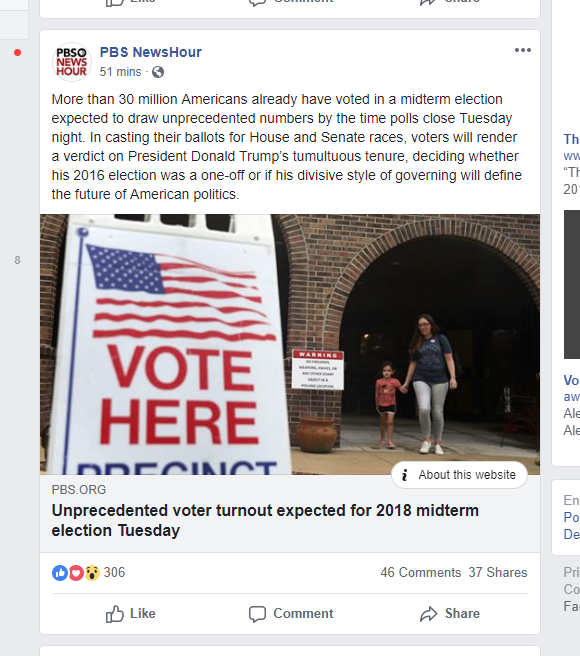 Like
Comment
Share
PBS
NEWS
HOUR
PBS NewsHour
51 mins ·
More than 30 million Americans already have voted in a midterm election
expected to draw unprecedented numbers by the time polls close Tuesday
night. In casting their ballots for House and Senate races, voters will render
a verdict on President Donald Trump's tumultuous tenure, deciding whether
his 2016 election was a one-off or if his divisive style of governing will define
the future of American politics.
VOTE
HERE
PRECINCT
WARNING
i About this website
PBS.ORG
Unprecedented voter turnout expected for 2018 midterm
election Tuesday
306 46 Comments 37 Shares
Like Comment Share
8
Th
ww
"Th
20
Vo
aw
Ale
Ale
En
Po
De
Pri
Co
Fa